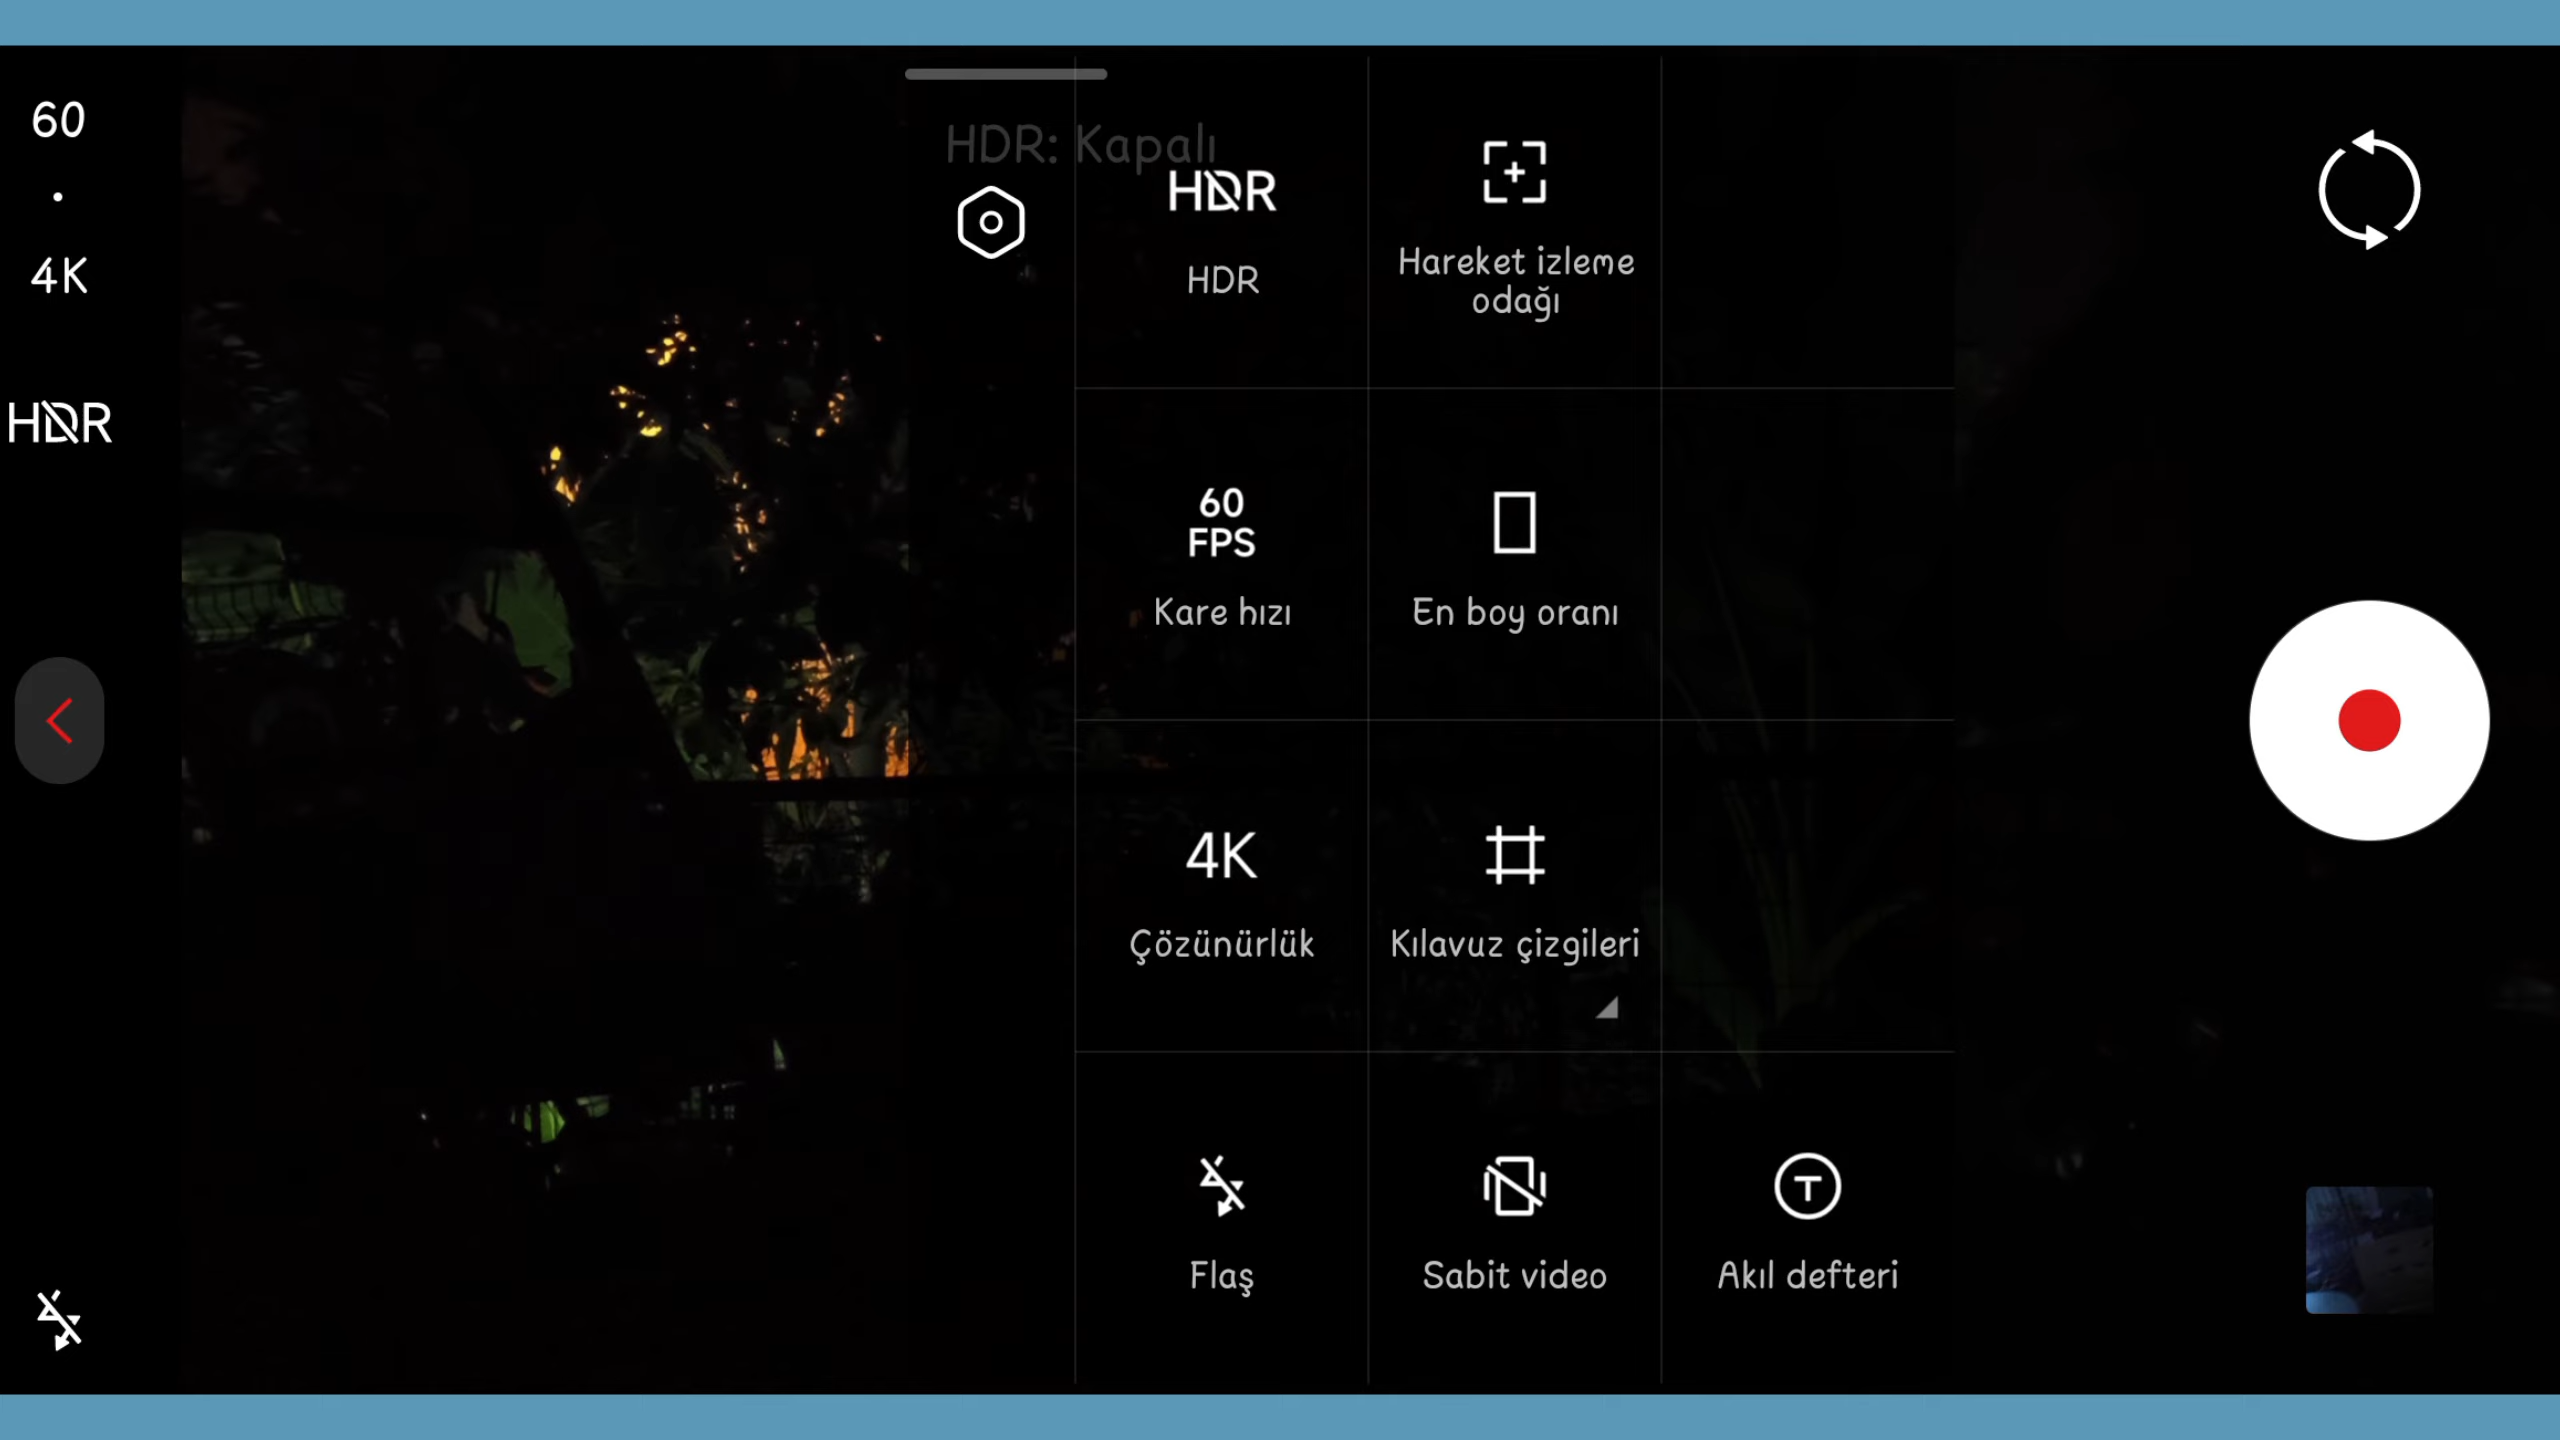 60
4K
HDR
HDR: Kapalı
HDR
HDR
Hareket izleme
odağı
60
FPS
Kare hızı
En boy oranı
4K
Çözünürlük
Kılavuz çizgileri
Flaş
Sabit video
T
Akıl defteri